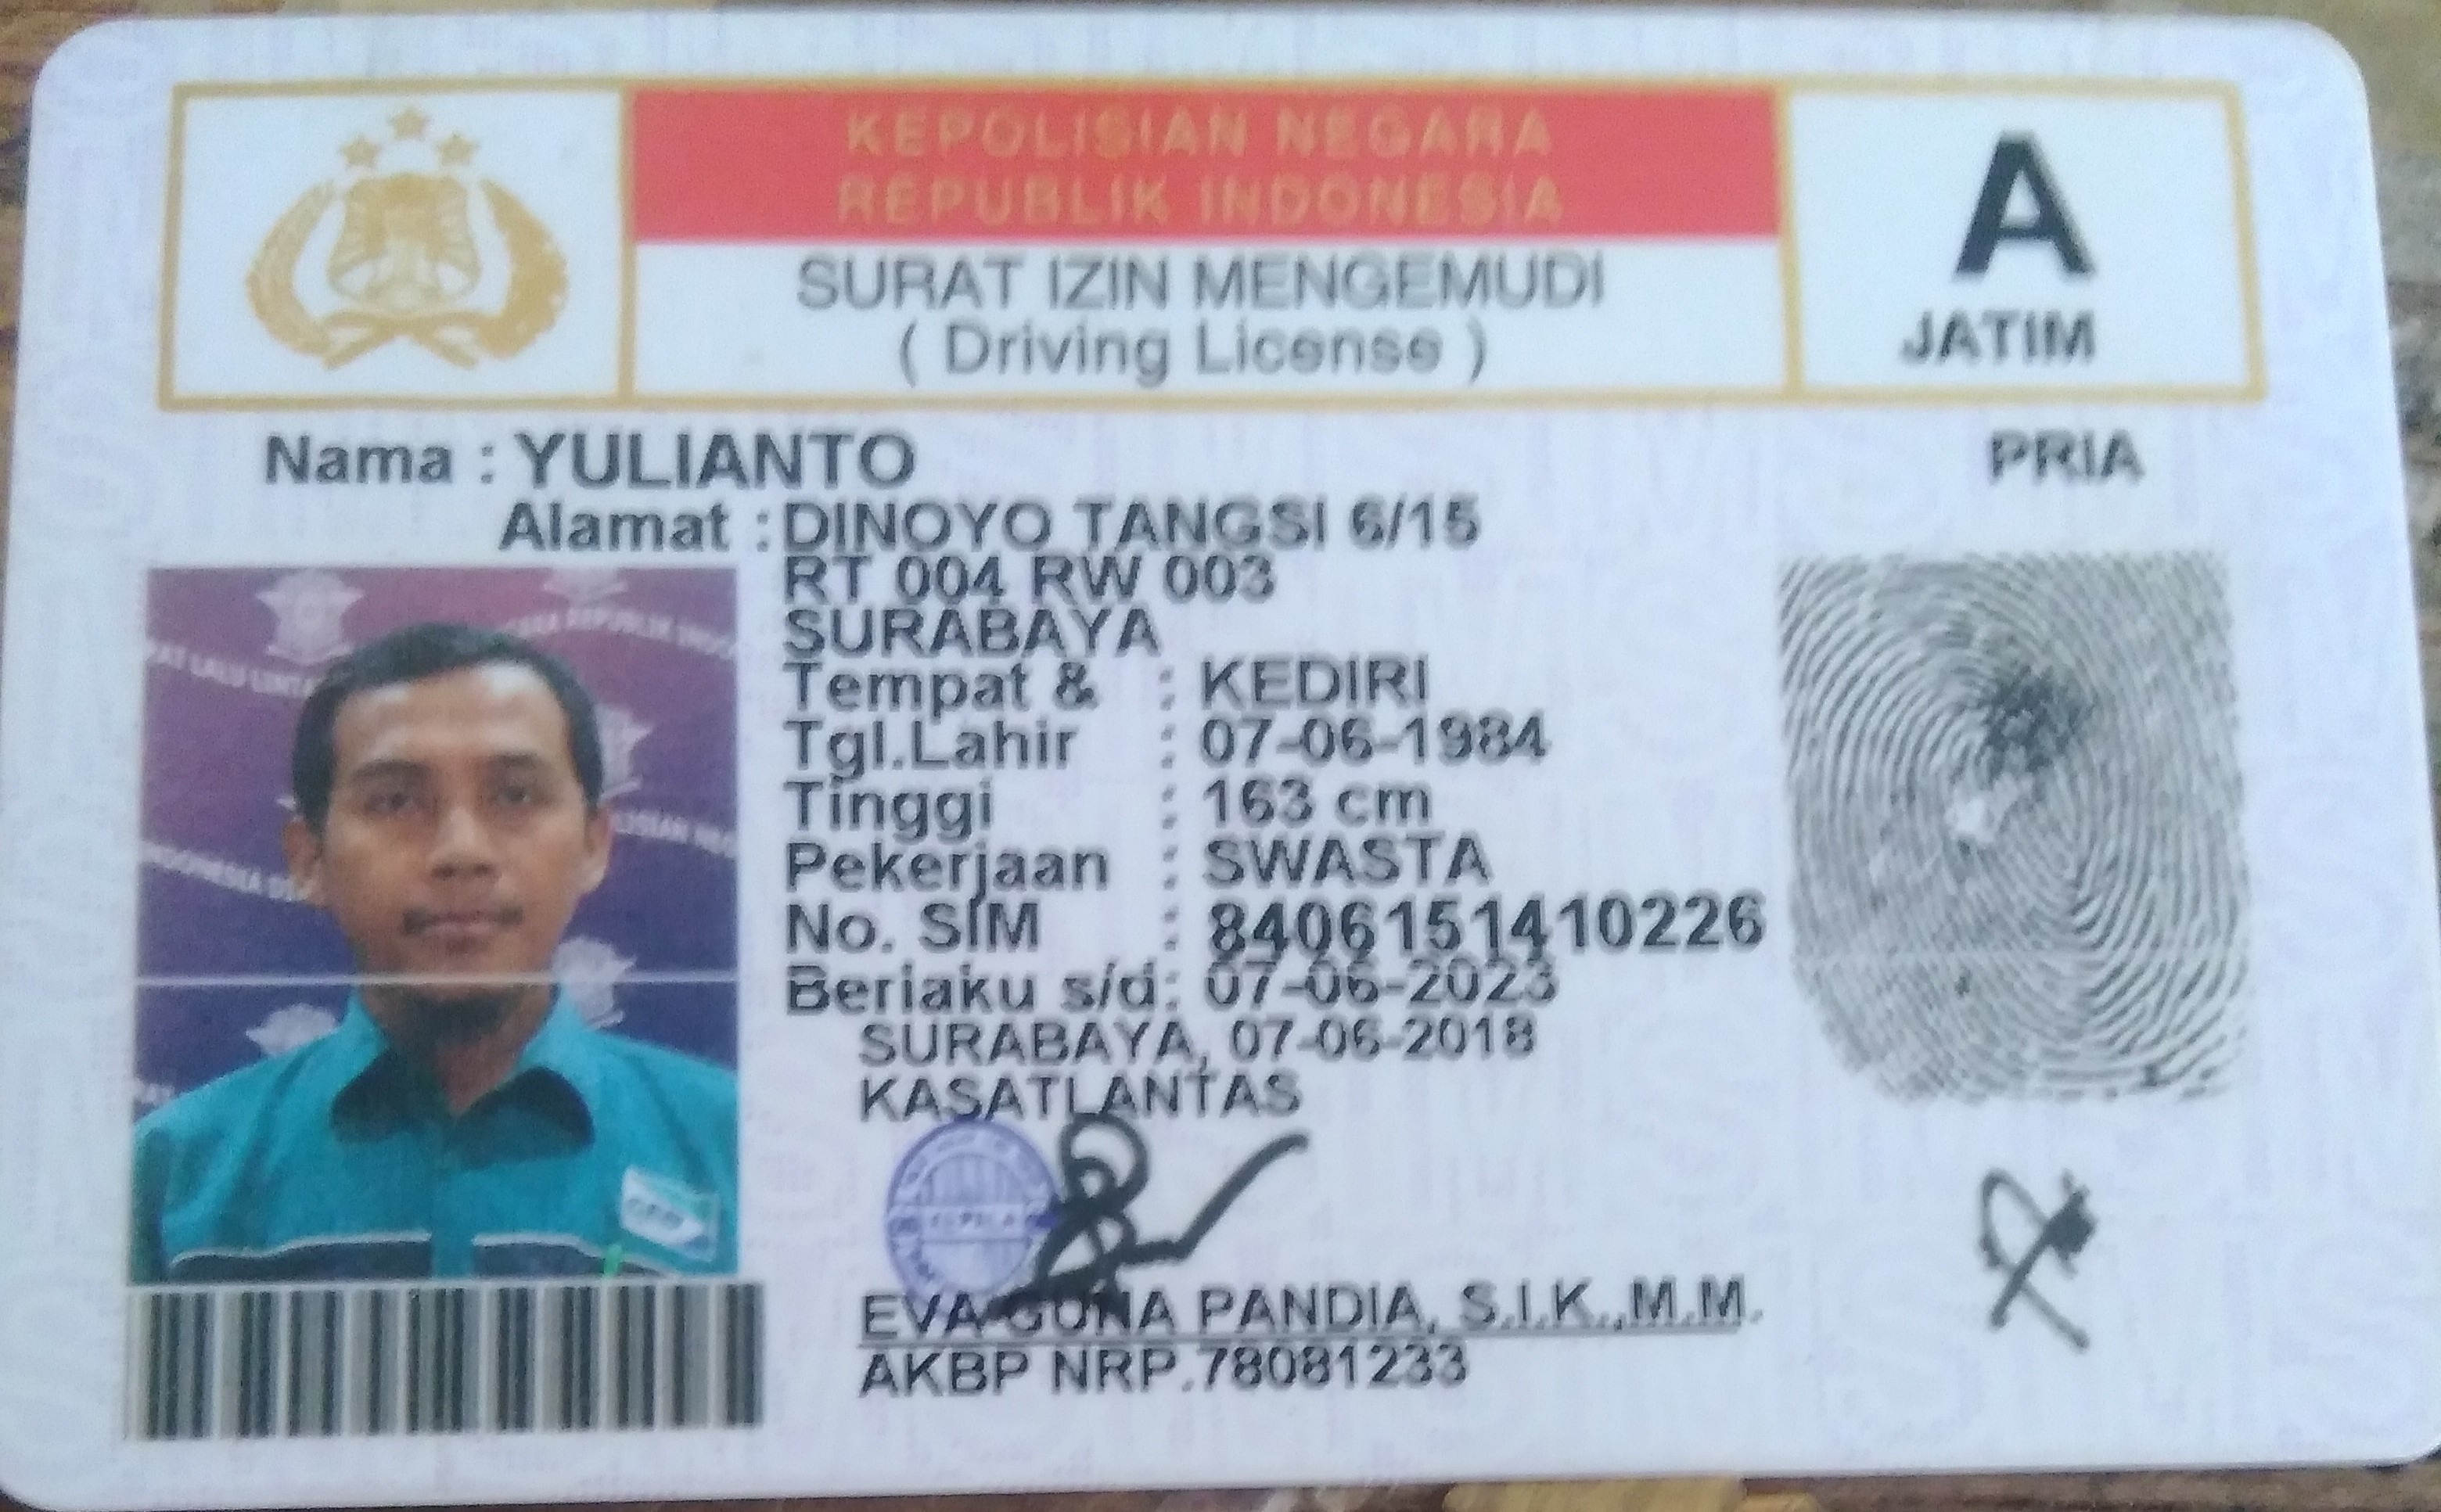 KEPOLISIAN NEGARA
REPUBLIK INDONESIA
SURAT IZIN MENGEMUDI
( Driving License )
A
JATIM
Nama : YULIANTO
PRIA
Alamat : DINOYO TANGSI 6/15
RT 004 RW 003
SURABAYA
Tempat & : KEDIRI
Tgl.Lahir : 07-06-1984
Tinggi : 163 cm
Pekerjaan : SWASTA
No. SIM : 8406151410226
Berlaku s/d: 07-06-2023
SURABAYA, 07-06-2018
KASATLANTAS
EVA GUNA PANDIA, S.I.K.,M.M.
AKBP NRP.78081233